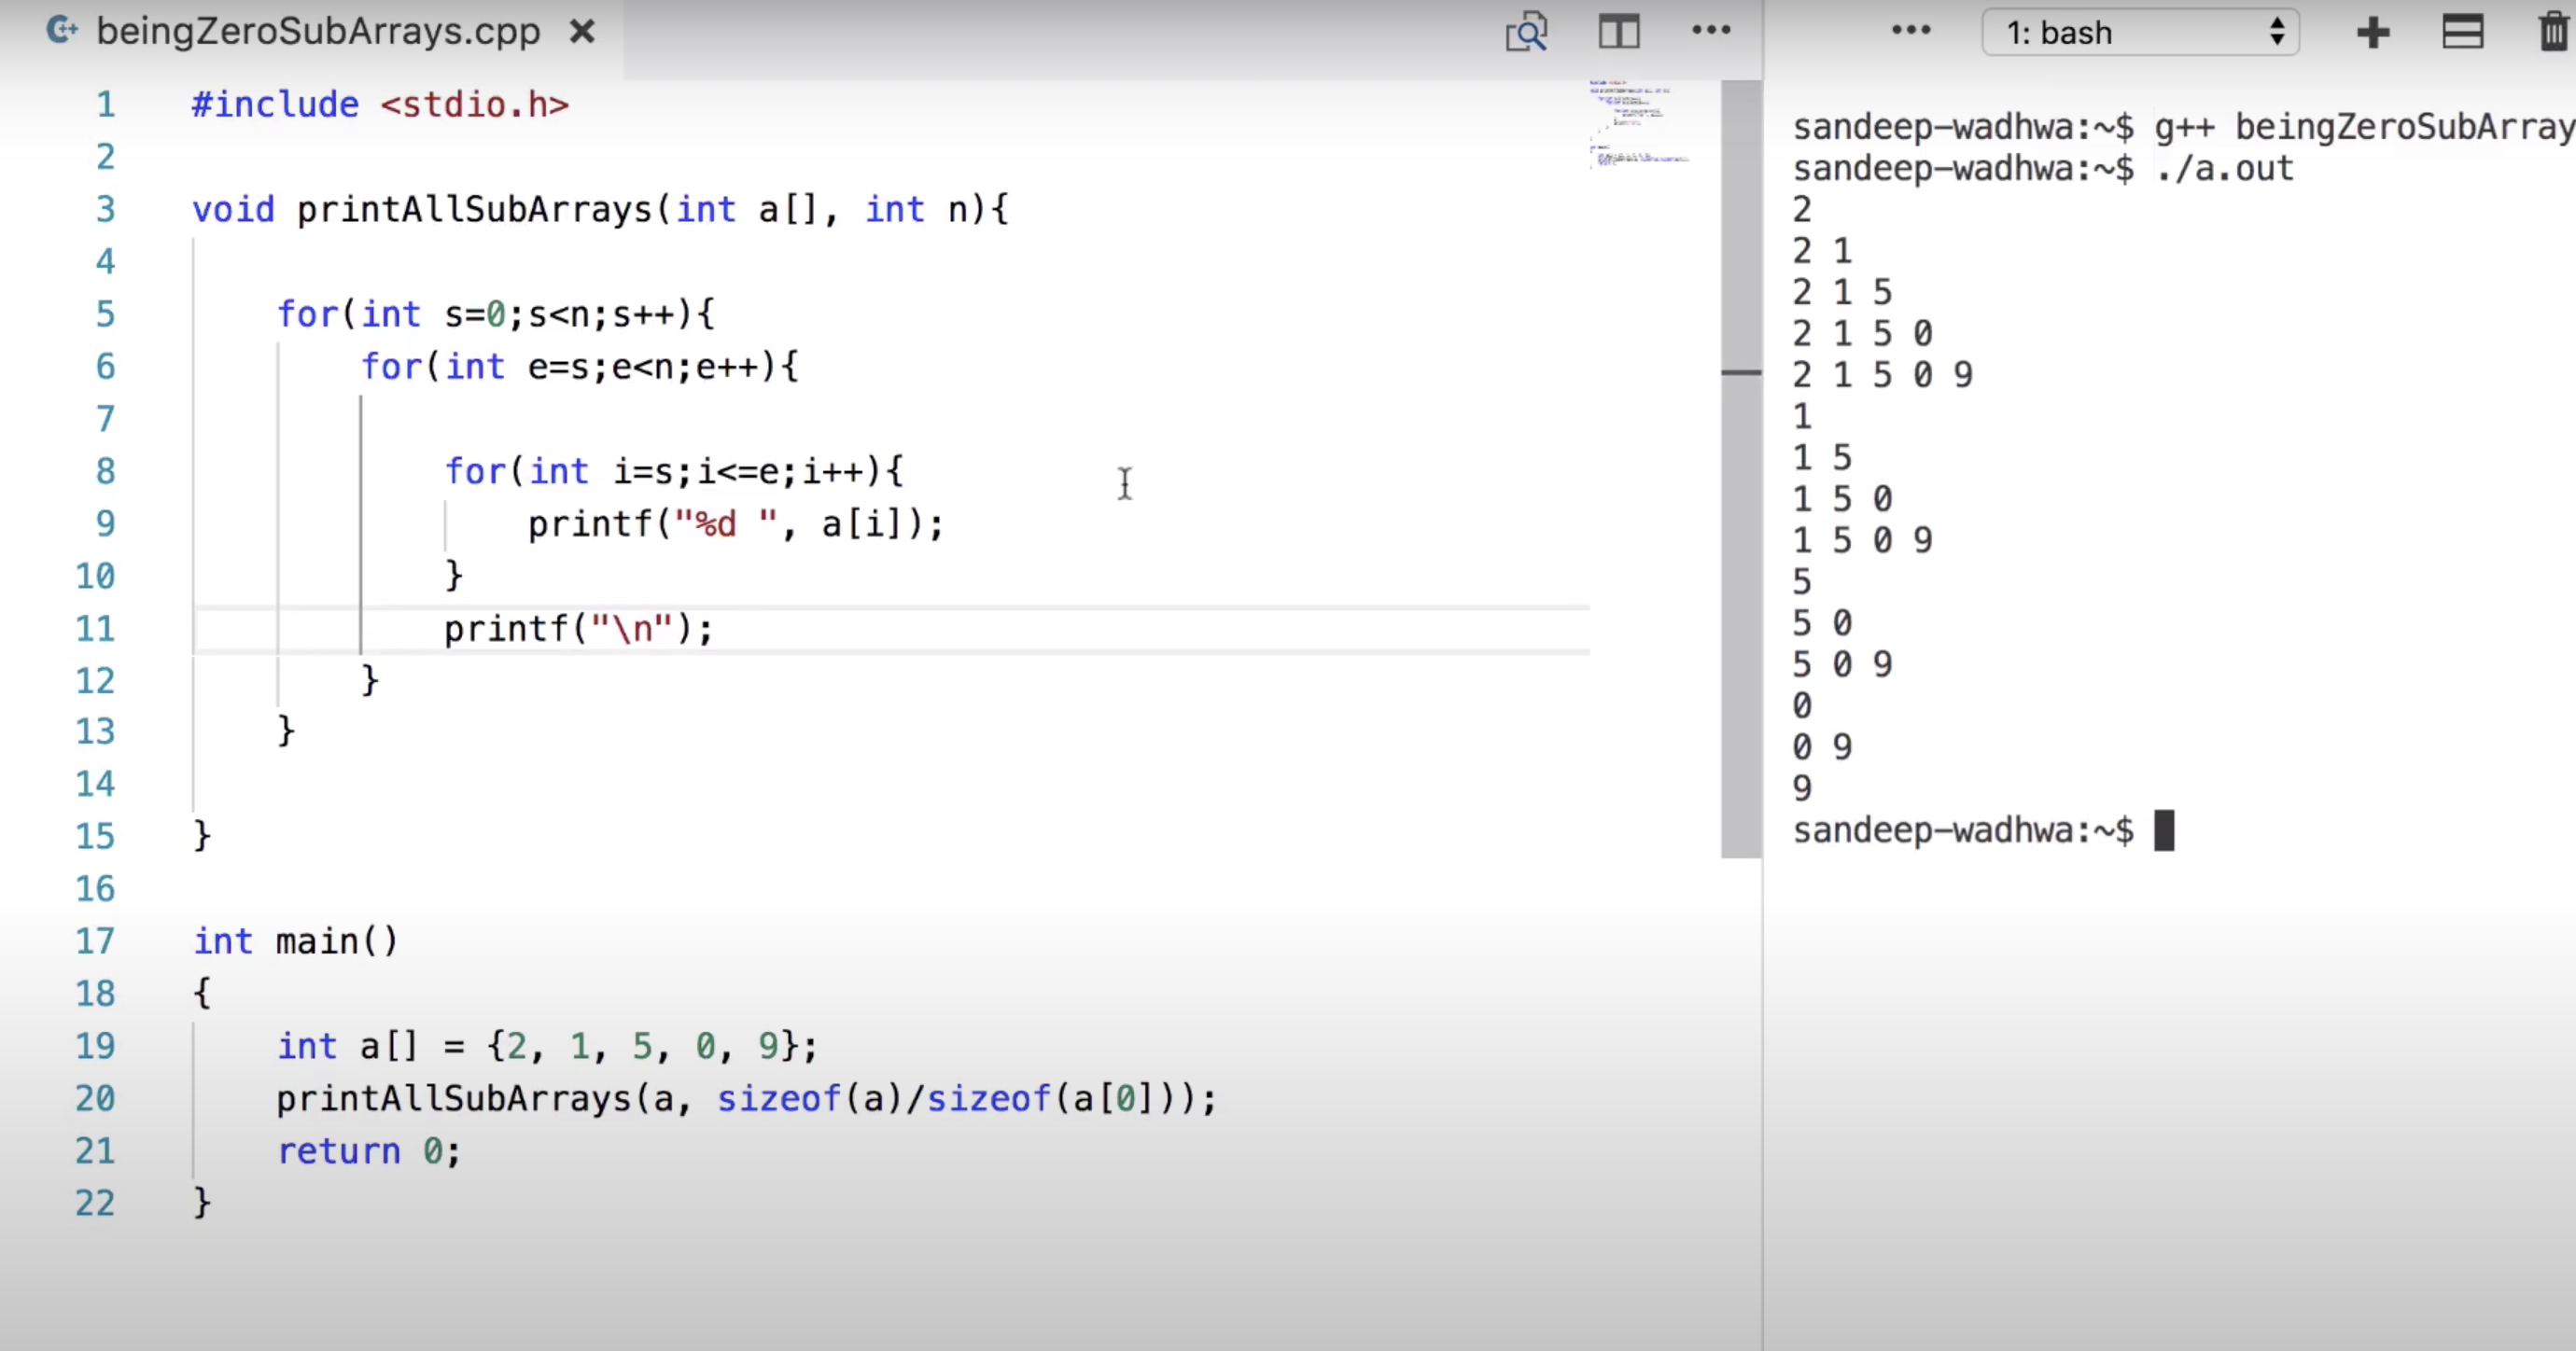 beingZeroSubArrays.cpp
1 #include <stdio.h>
2
3 void printAllSubArrays(int a[], int n){
4
5 for(int s=0;s<n;s++){
6 for(int e=s;e<n;e++){
7
8 for(int i=s;i<=e;i++){
9 printf("%d ", a[i]);
10 }
11 printf("\n");
12 }
13 }
14
15 }
16
17 int main()
18 {
19 int a[] = {2, 1, 5, 0, 9};
20 printAllSubArrays(a, sizeof(a)/sizeof(a[0]));
21 return 0;
22 }
1: bash
sandeep-wadhwa:~$ g++ beingZeroSubArray
sandeep-wadhwa:~$ ./a.out
2
2 1
2 1 5
2 1 5 0
2 1 5 0 9
1
1 5
1 5 0
1 5 0 9
5
5 0
5 0 9
0
0 9
9
sandeep-wadhwa:~$